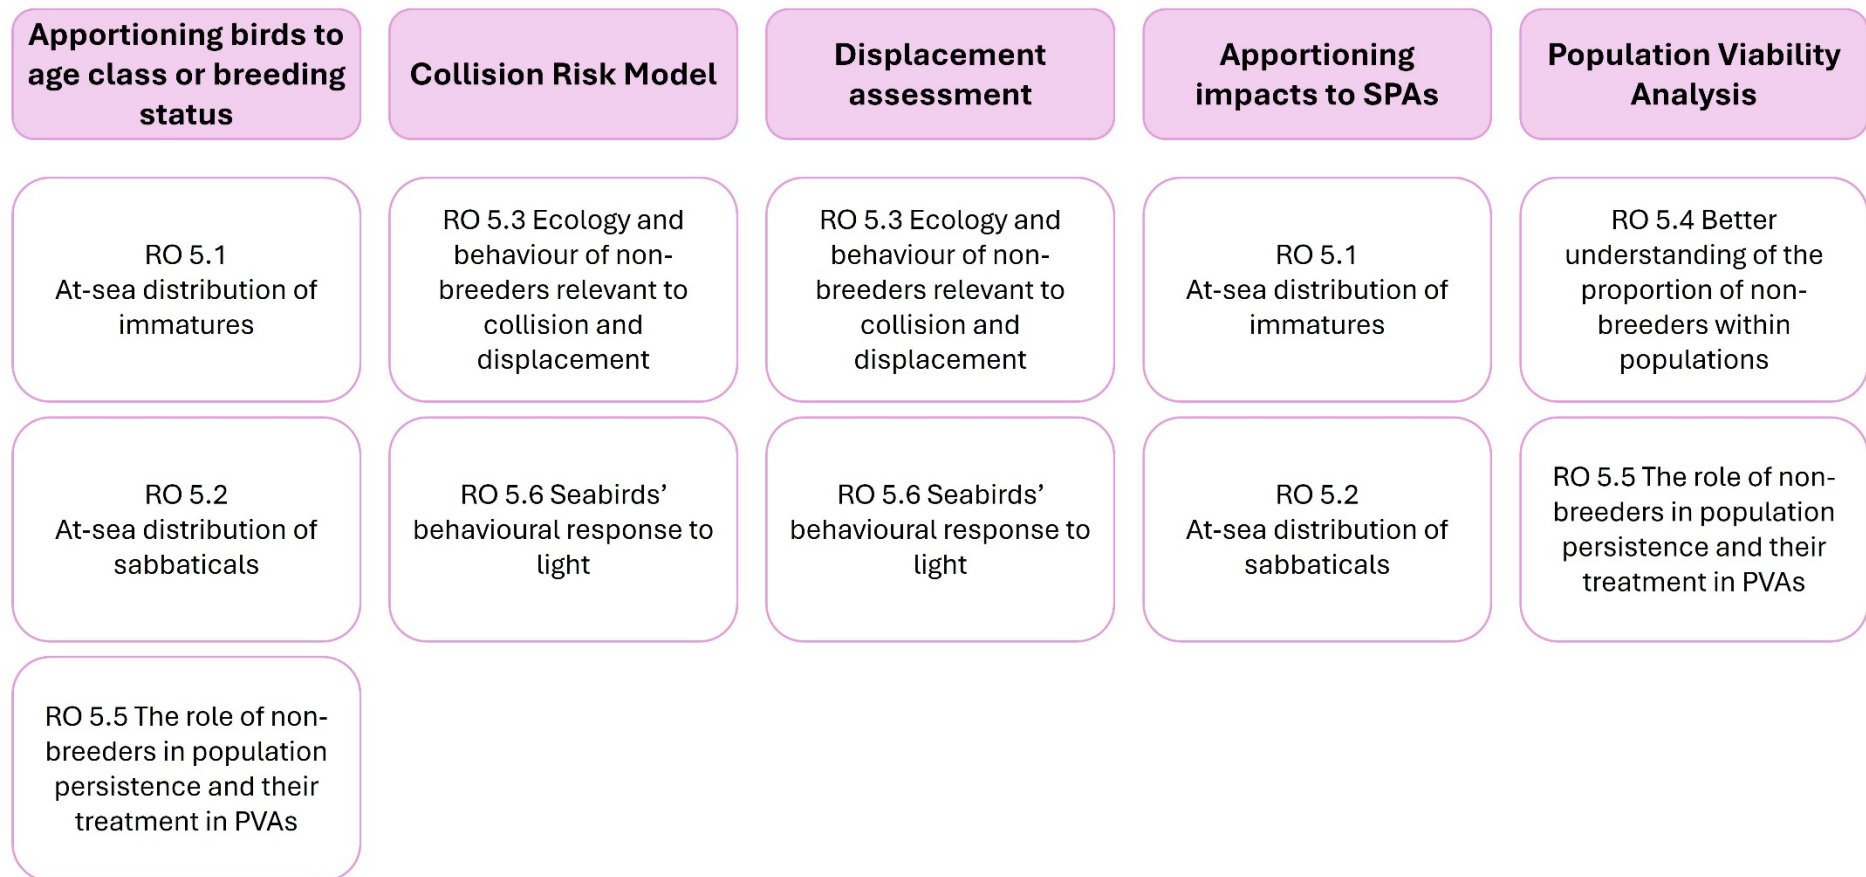 Apportioning birds to
age class or breeding
status
Collision Risk Model
Displacement
assessment
Apportioning
impacts to SPAs
Population Viability
Analysis
RO 5.1
At-sea distribution of
immatures
RO 5.3 Ecology and
behaviour of non-
breeders relevant to
collision and
displacement
RO 5.3 Ecology and
behaviour of non-
breeders relevant to
collision and
displacement
RO 5.1
At-sea distribution of
immatures
RO 5.4 Better
understanding of the
proportion of non-
breeders within
populations
RO 5.2
At-sea distribution of
sabbaticals
RO 5.6 Seabirds’
behavioural response to
light
RO 5.6 Seabirds’
behavioural response to
light
RO 5.2
At-sea distribution of
sabbaticals
RO 5.5 The role of non-
breeders in population
persistence and their
treatment in PVAs
RO 5.5 The role of non-
breeders in population
persistence and their
treatment in PVAs